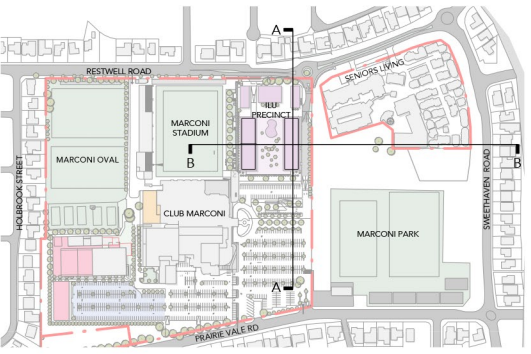 A
RESTWELL ROAD
SENIORS LIVING
ILU
PRECINCT
MARCONI
STADIUM
MARCONI OVAL
B
B
HOLBROOK STREET
SMEETHAVEN ROAD
CLUB MARCONI
MARCONI PARK
A
PRAIRIE VALE RD